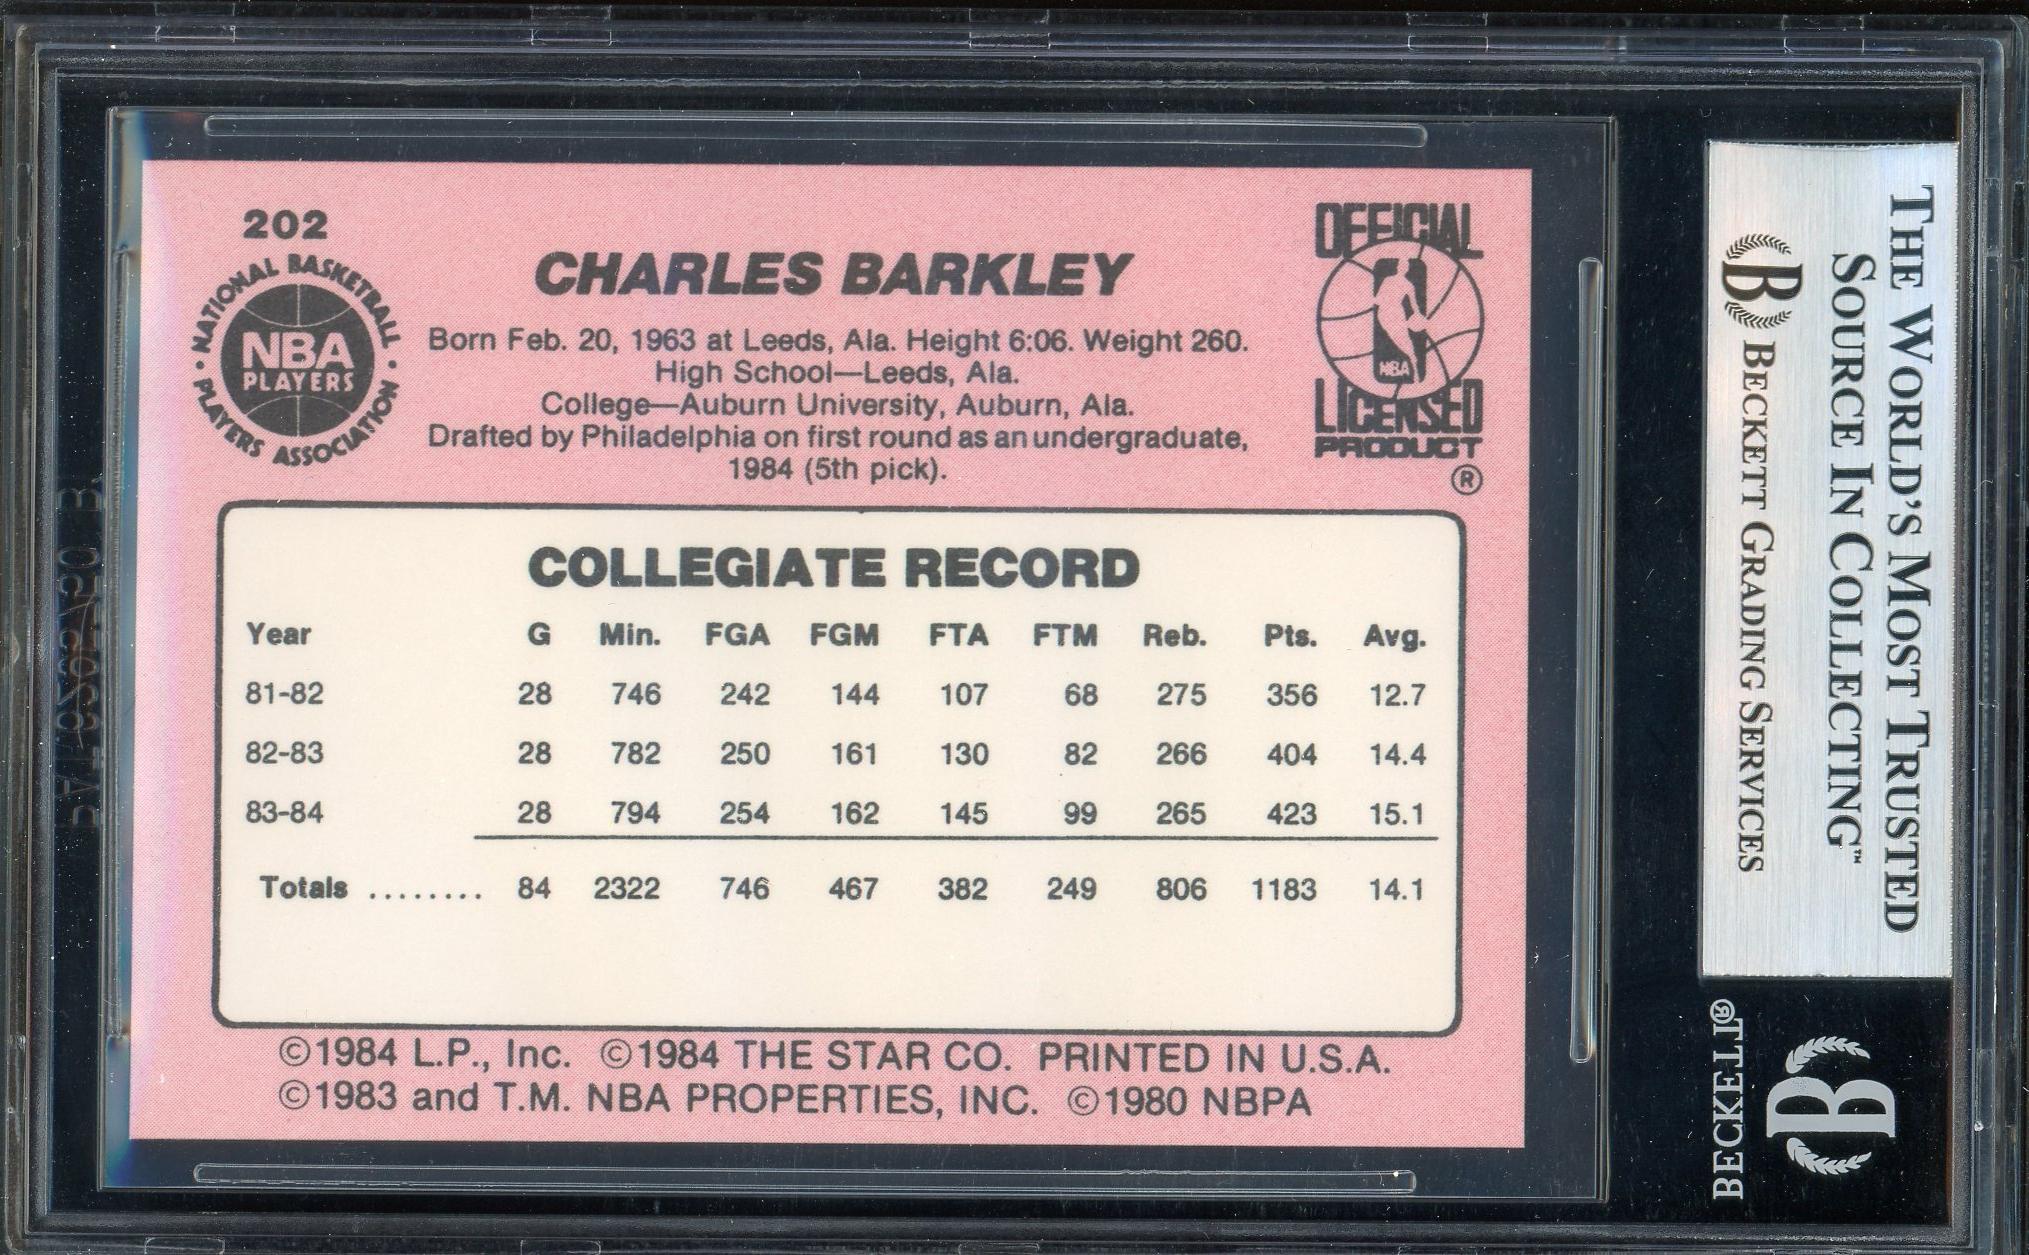 202
NATIONAL BASKETBALL
PLAYERS ASSOCIATION
NBA
PLAYERS
CHARLES BARKLEY
Born Feb. 20, 1963 at Leeds, Ala. Height 6:06. Weight 260.
High School—Leeds, Ala.
College—Auburn University, Auburn, Ala.
Drafted by Philadelphia on first round as an undergraduate,
1984 (5th pick).
OFFICIAL
NBA
LICENSED
PRODUCT
®
COLLEGIATE RECORD
Year G Min. FGA FGM FTA FTM Reb. Pts. Avg.
81-82 28 746 242 144 107 68 275 356 12.7
82-83 28 782 250 161 130 82 266 404 14.4
83-84 28 794 254 162 145 99 265 423 15.1
Totals ........ 84 2322 746 467 382 249 806 1183 14.1
©1984 L.P., Inc. ©1984 THE STAR CO. PRINTED IN U.S.A.
©1983 and T.M. NBA PROPERTIES, INC. ©1980 NBPA
THE WORLD'S MOST TRUSTED
SOURCE IN COLLECTING™
B BECKETT GRADING SERVICES
B
BECKETT®